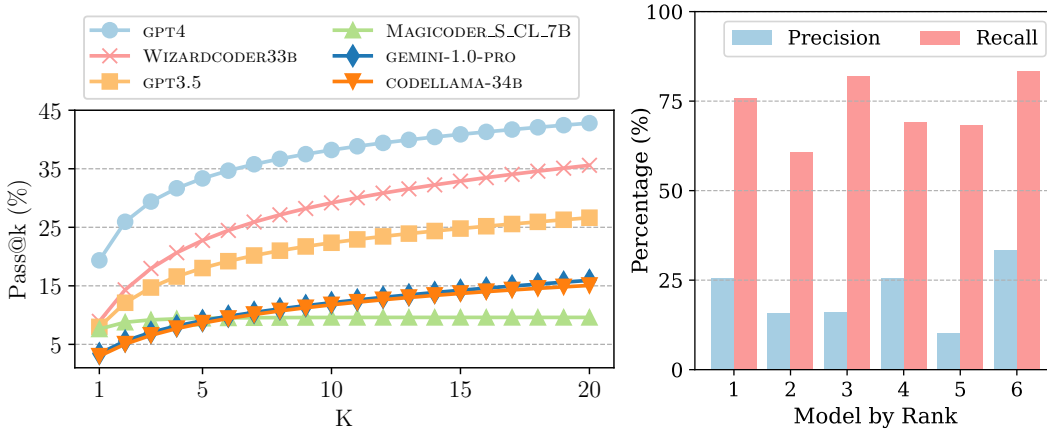 GPT4
WIZARDCODER33B
GPT3.5
MAGICODER_S_CL_7B
GEMINI-1.0-PRO
CODELLAMA-34B
Pass@k (%)
45
35
25
15
5
1 5 10 15 20
K
Precision Recall
Percentage (%)
100
75
50
25
0
1 2 3 4 5 6
Model by Rank